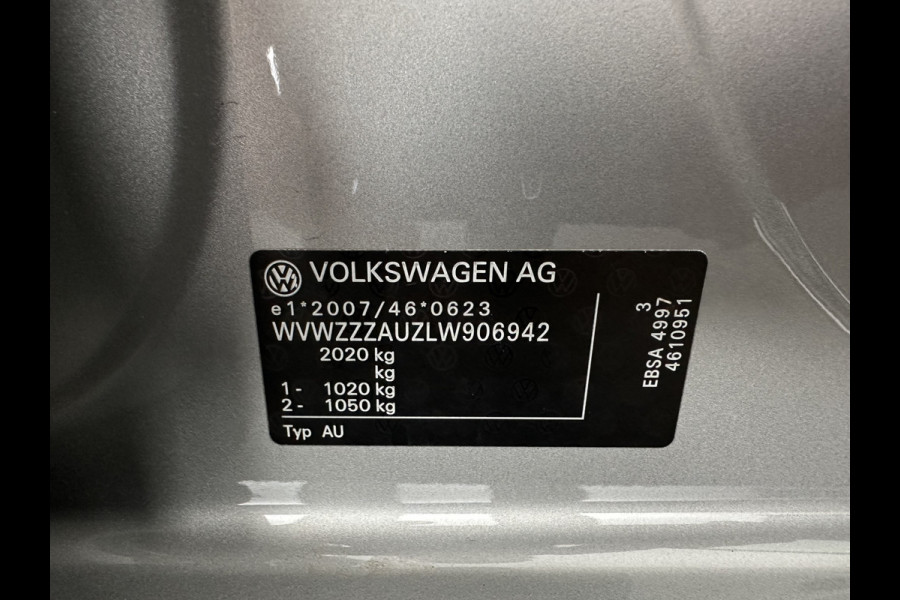 VOLKSWAGEN AG
e1*2007/46*0623
WVWZZZAUZLW906942
2020 kg
kg
1- 1020 kg
2- 1050 kg
Typ AU
3
EBSA 4997
4610951